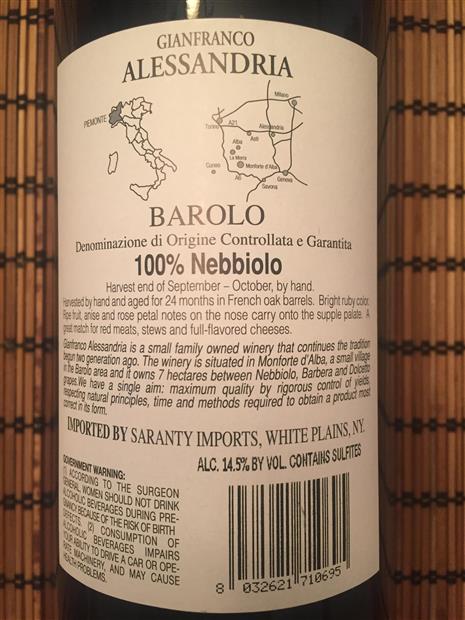 GIANFRANCO
ALESSANDRIA
PIEMONTE
Milano
Torino
A21
Alessandria
Asti
Alba
La Morra
Cuneo
Monforte d'Alba
A6
Genova
Savona
BAROLO
Denominazione di Origine Controllata e Garantita
100% Nebbiolo
Harvest end of September – October, by hand.
Harvested by hand and aged for 24 months in French oak barrels. Bright ruby color.
Ripe fruit, anise and rose petal notes on the nose carry onto the supple palate. A
great match for red meats, stews and full-flavored cheeses.
Gianfranco Alessandria is a small family owned winery that continues the tradition
begun two generation ago. The winery is situated in Monforte d'Alba, a small village
in the Barolo area and it owns 7 hectares between Nebbiolo, Barbera and Dolcetto
grapes.We have a single aim: maximum quality by rigorous control of yields,
respecting natural principles, time and methods required to obtain a product most
correct in its form.
IMPORTED BY SARANTY IMPORTS, WHITE PLAINS, NY.
ALC. 14.5% BY VOL. CONTAINS SULFITES
GOVERNMENT WARNING:
(1) ACCORDING TO THE SURGEON
GENERAL WOMEN SHOULD NOT DRINK
ALCOHOLIC BEVERAGES DURING PRE-
GNANCY BECAUSE OF THE RISK OF BIRTH
DEFECTS. (2) CONSUMPTION OF
ALCOHOLIC BEVERAGES IMPAIRS
YOUR ABILITY TO DRIVE A CAR OR OPE-
RATE MACHINERY, AND MAY CAUSE
HEALTH PROBLEMS.
8 032621 710695